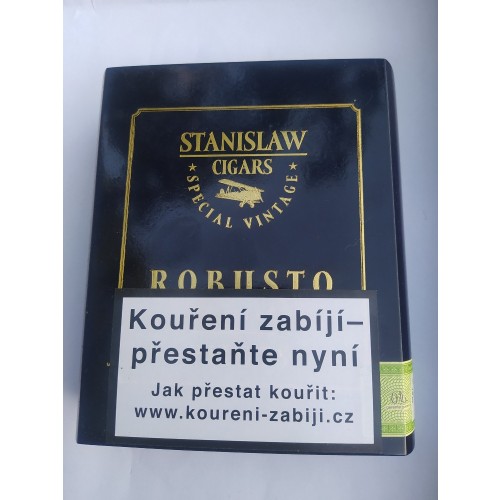 STANISLAW
CIGARS
★ SPECIAL VINTAGE ★
ROBUSTO
Kouření zabíjí–
přestaňte nyní
Jak přestat kouřit:
www.koureni-zabiji.cz